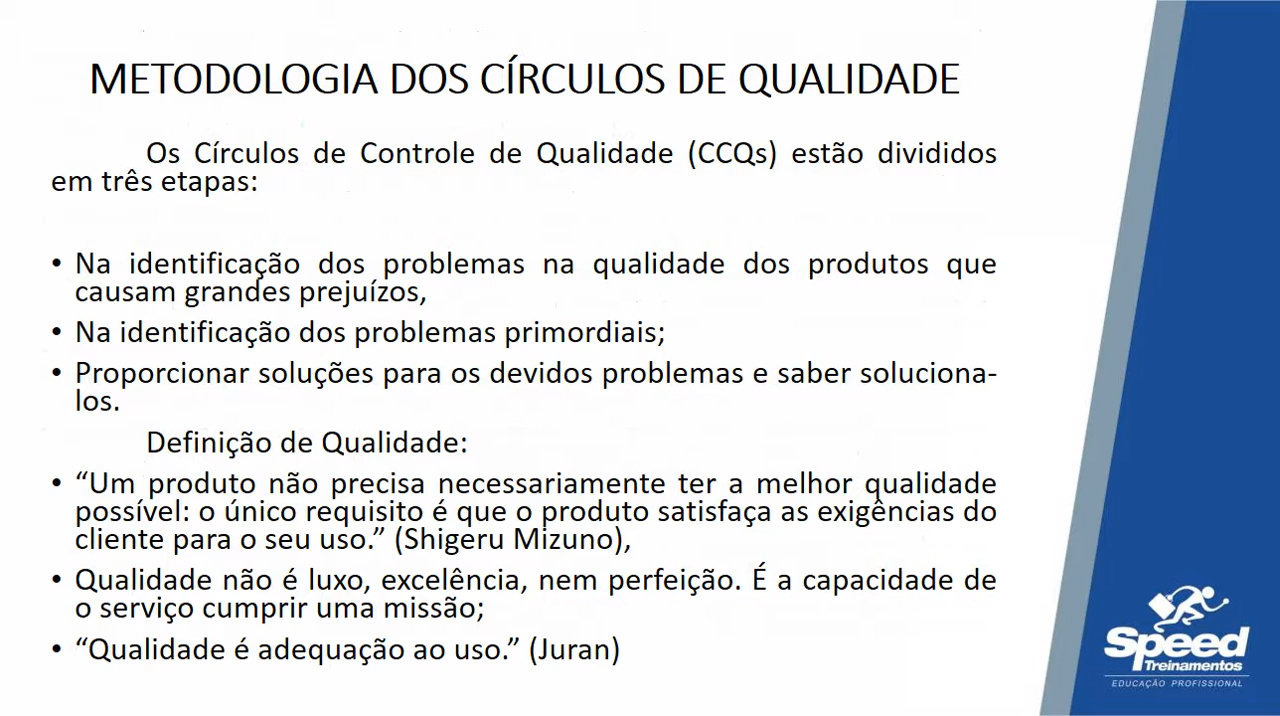 METODOLOGIA DOS CÍRCULOS DE QUALIDADE
Os Círculos de Controle de Qualidade (CCQs) estão divididos
em três etapas:
• Na identificação dos problemas na qualidade dos produtos que
causam grandes prejuízos,
• Na identificação dos problemas primordiais;
• Proporcionar soluções para os devidos problemas e saber soluciona-
los.
Definição de Qualidade:
• “Um produto não precisa necessariamente ter a melhor qualidade
possível: o único requisito é que o produto satisfaça as exigências do
cliente para o seu uso.” (Shigeru Mizuno),
• Qualidade não é luxo, excelência, nem perfeição. É a capacidade de
o serviço cumprir uma missão;
• “Qualidade é adequação ao uso.” (Juran)
Speed
Treinamentos
EDUCAÇÃO PROFISSIONAL